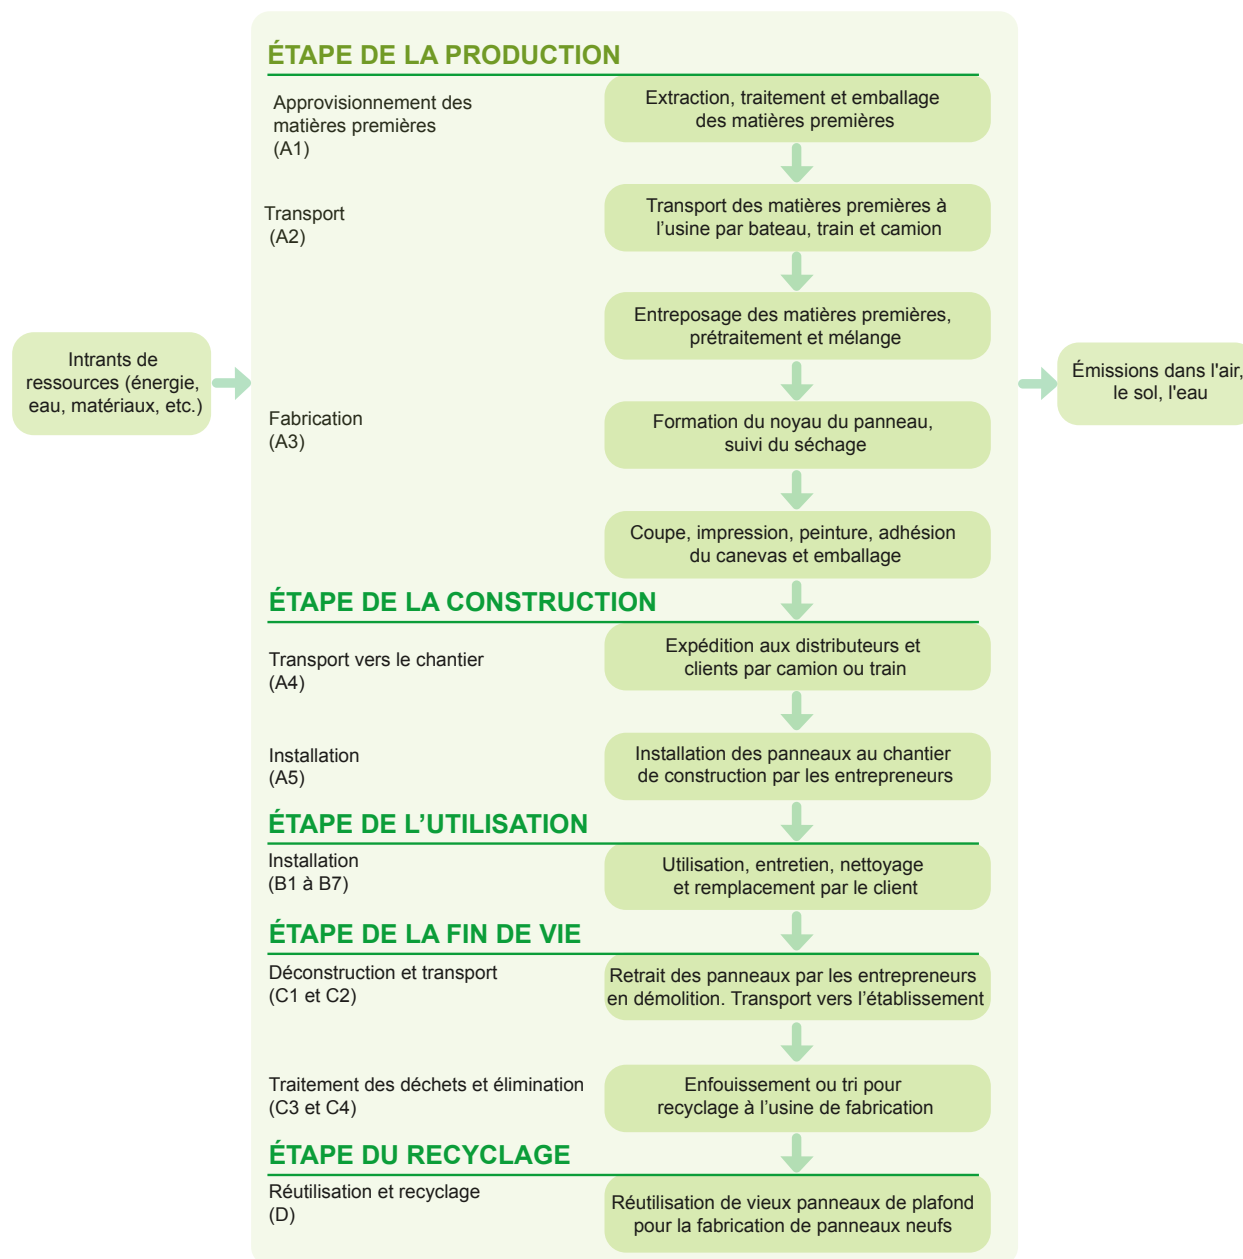 ÉTAPE DE LA PRODUCTION
Approvisionnement des
matières premières
(A1)
Extraction, traitement et emballage
des matières premières
Transport
(A2)
Transport des matières premières à
l’usine par bateau, train et camion
Entreposage des matières premières,
prétraitement et mélange
Intrants de
ressources (énergie,
eau, matériaux, etc.)
Émissions dans l'air,
le sol, l'eau
Fabrication
(A3)
Formation du noyau du panneau,
suivi du séchage
Coupe, impression, peinture, adhésion
du canevas et emballage
ÉTAPE DE LA CONSTRUCTION
Transport vers le chantier
(A4)
Expédition aux distributeurs et
clients par camion ou train
Installation
(A5)
Installation des panneaux au chantier
de construction par les entrepreneurs
ÉTAPE DE L’UTILISATION
Installation
(B1 à B7)
Utilisation, entretien, nettoyage
et remplacement par le client
ÉTAPE DE LA FIN DE VIE
Déconstruction et transport
(C1 et C2)
Retrait des panneaux par les entrepreneurs
en démolition. Transport vers l’établissement
Traitement des déchets et élimination
(C3 et C4)
Enfouissement ou tri pour
recyclage à l’usine de fabrication
ÉTAPE DU RECYCLAGE
Réutilisation et recyclage
(D)
Réutilisation de vieux panneaux de plafond
pour la fabrication de panneaux neufs